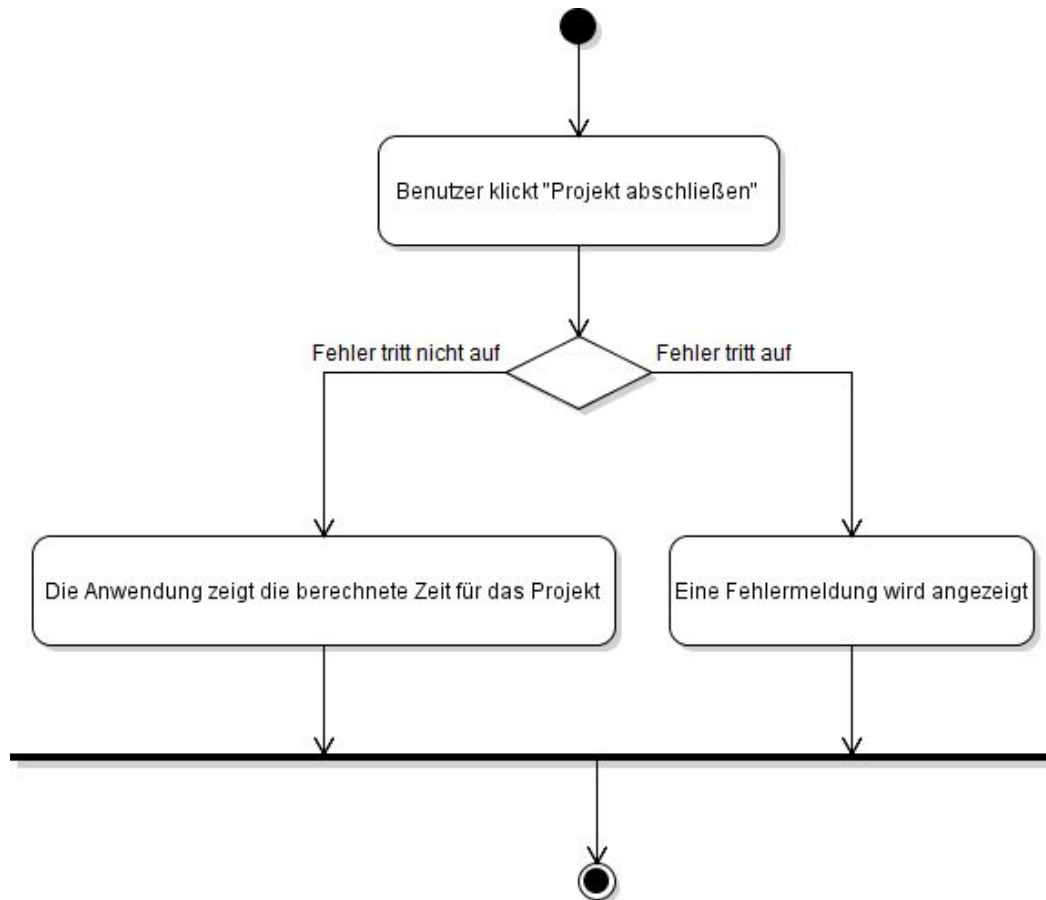 Benutzer klickt "Projekt abschließen"
Fehler tritt nicht auf
Fehler tritt auf
Die Anwendung zeigt die berechnete Zeit für das Projekt
Eine Fehlermeldung wird angezeigt